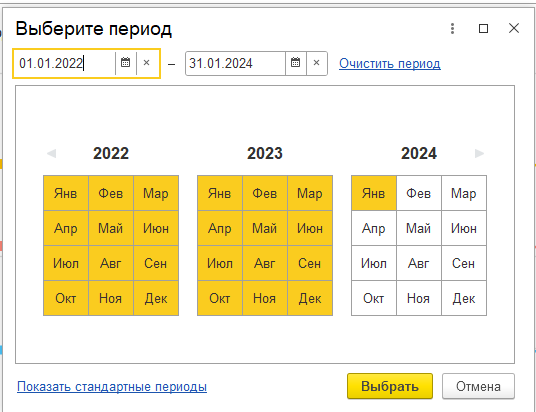 Выберите период
01.01.2022 – 31.01.2024 Очистить период
2022 2023 2024
Янв Фев Мар Янв Фев Мар Янв Фев Мар
Апр Май Июн Апр Май Июн Апр Май Июн
Июл Авг Сен Июл Авг Сен Июл Авг Сен
Окт Ноя Дек Окт Ноя Дек Окт Ноя Дек
Показать стандартные периоды Выбрать Отмена